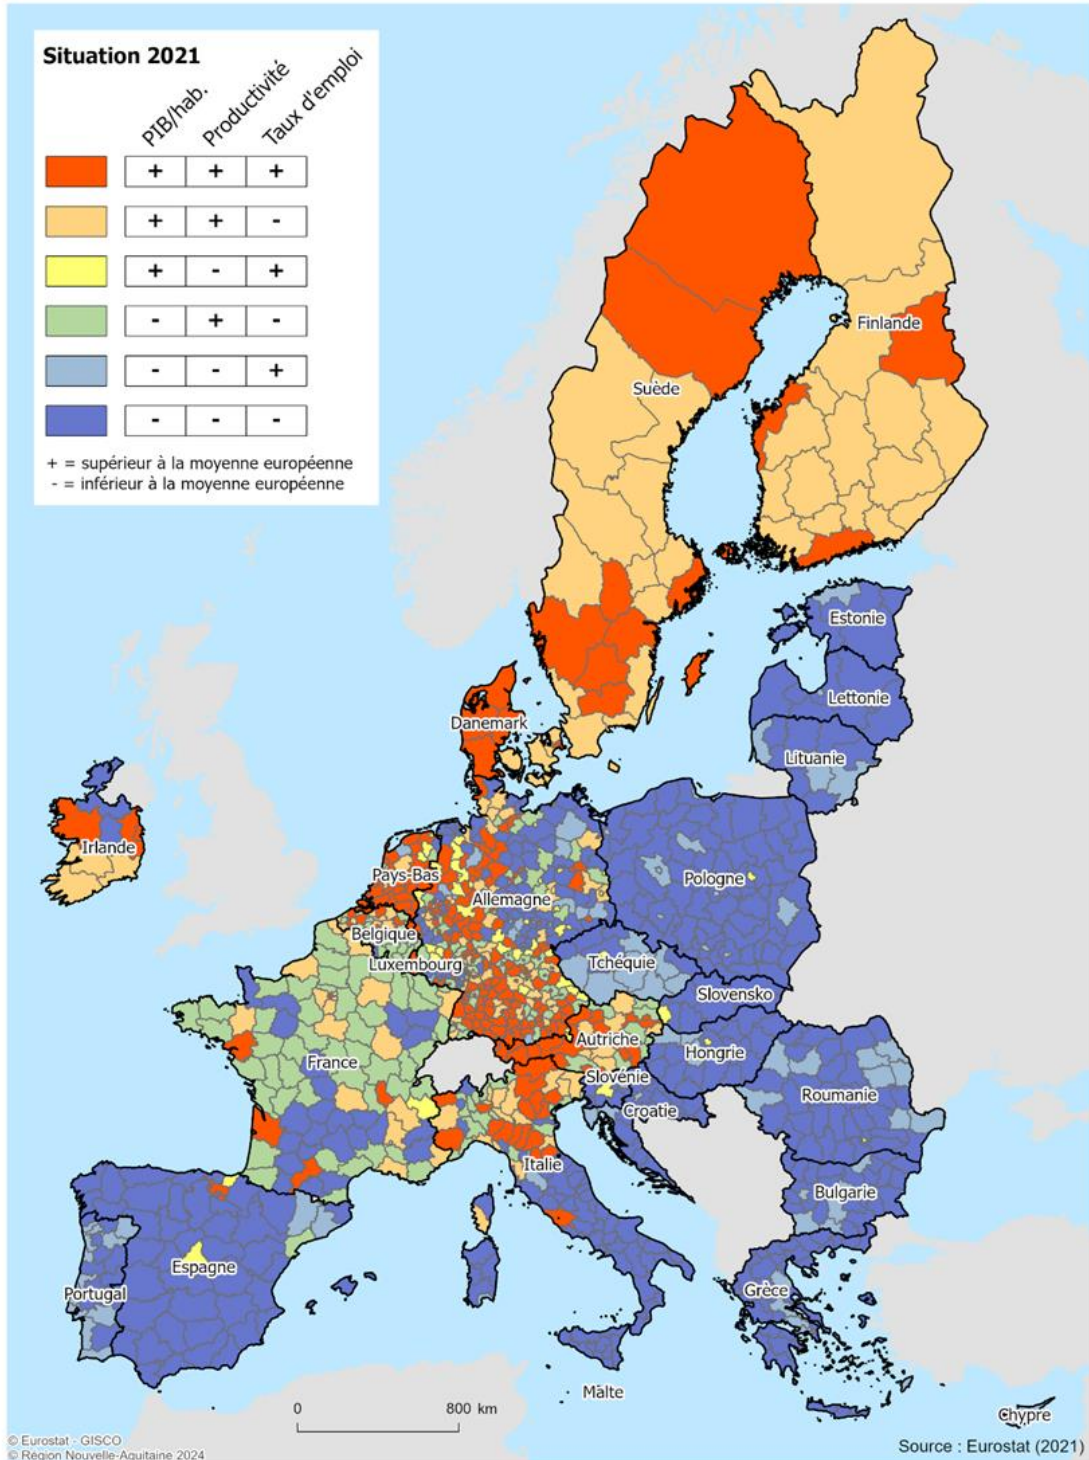 Situation 2021
PIB/hab.
Productivité
Taux d'emploi
+ + +
+ + -
+ - +
- + -
- - +
- - -
+ = supérieur à la moyenne européenne
- = inférieur à la moyenne européenne
Finlande
Suède
Estonie
Lettonie
Danemark
Lituanie
Irlande
Pays-Bas
Pologne
Allemagne
Belgique
Luxembourg
Tchéquie
Slovensko
Autriche
Hongrie
France
Slovénie
Roumanie
Croatie
Italie
Bulgarie
Espagne
Portugal
Grèce
Malte
Chypre
0 800 km
© Eurostat - GISCO
© Région Nouvelle-Aquitaine 2024
Source : Eurostat (2021)